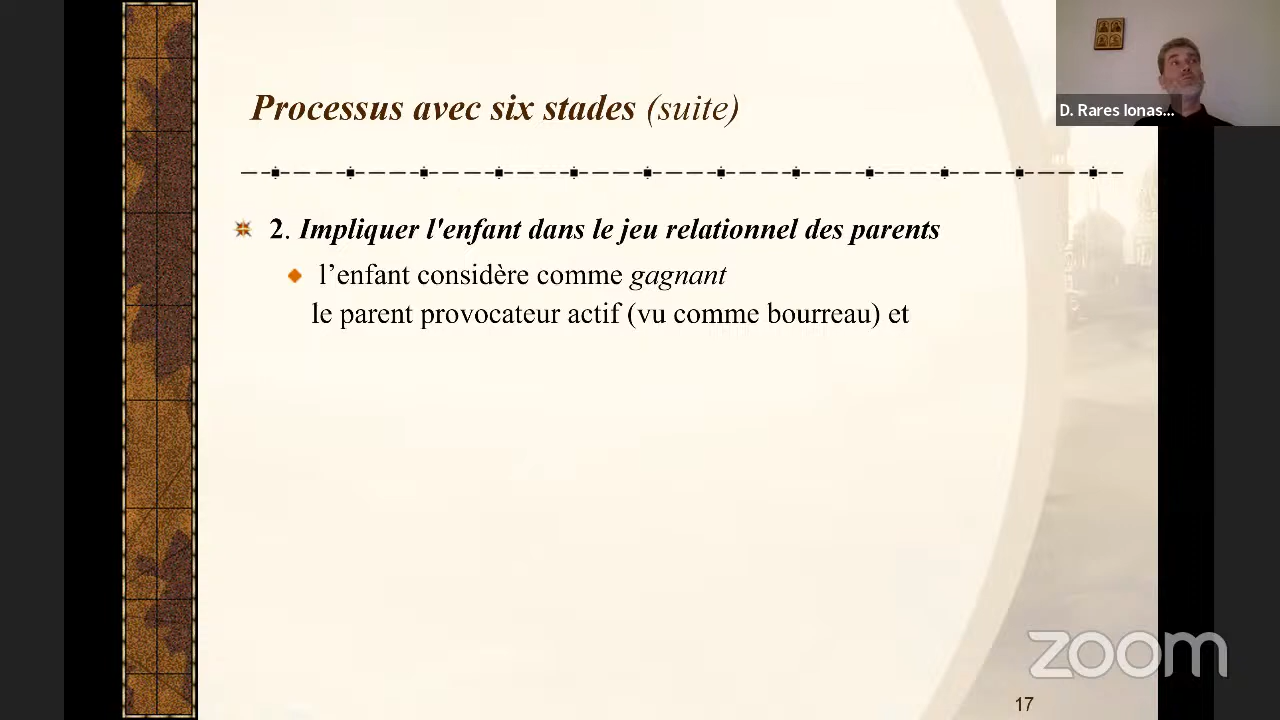 Processus avec six stades (suite)
D. Rares Ionas...
2. Impliquer l'enfant dans le jeu relationnel des parents
l’enfant considère comme gagnant
le parent provocateur actif (vu comme bourreau) et
zoom
17